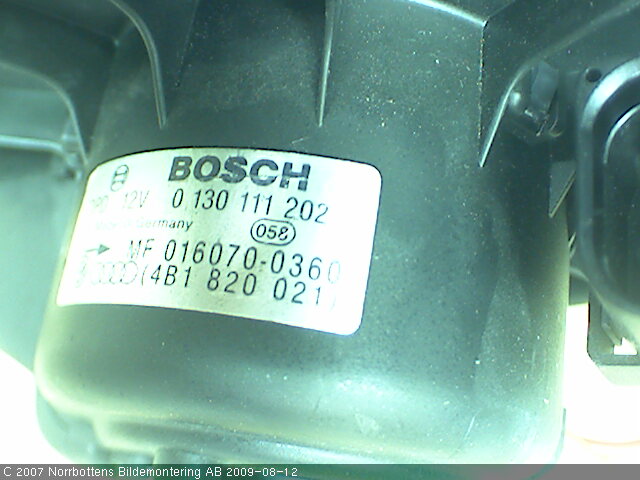 BOSCH
12V 0 130 111 202
Germany
058
MF 016070-0360
(4B1 820 021)
C 2007 Norrbottens Bildemontering AB 2009-08-12